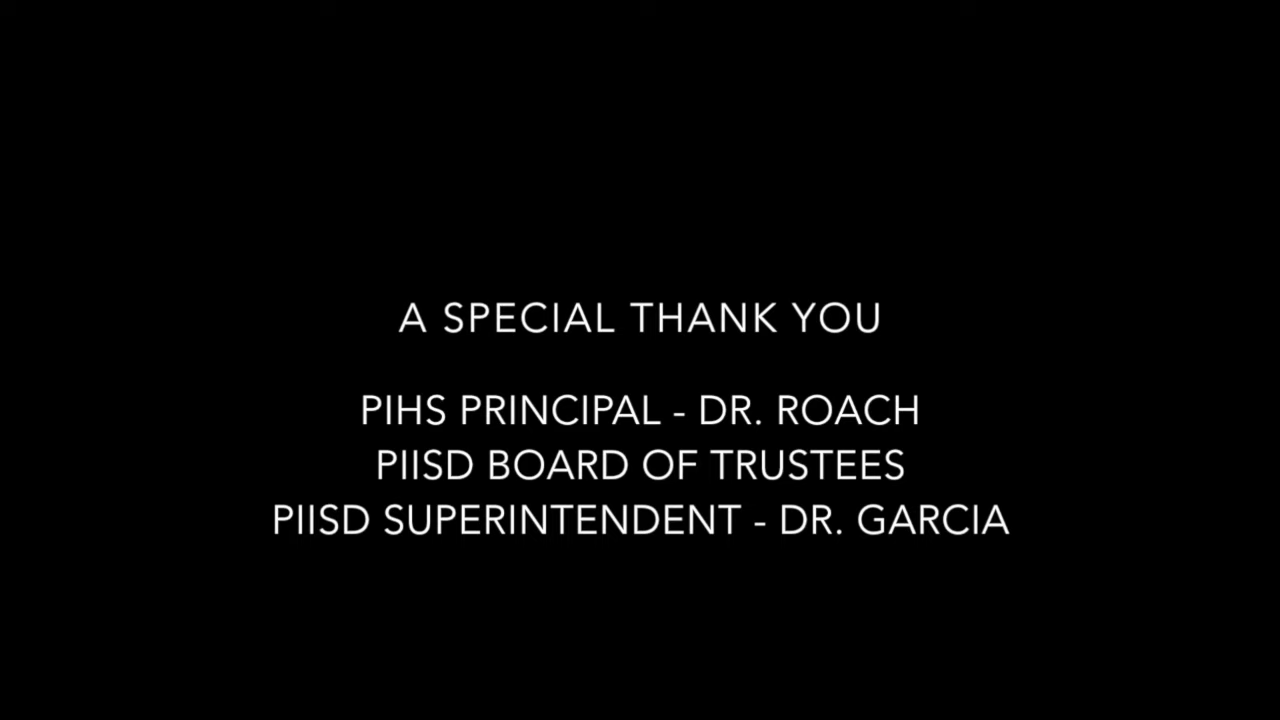 A SPECIAL THANK YOU
PIHS PRINCIPAL - DR. ROACH
PIISD BOARD OF TRUSTEES
PIISD SUPERINTENDENT - DR. GARCIA